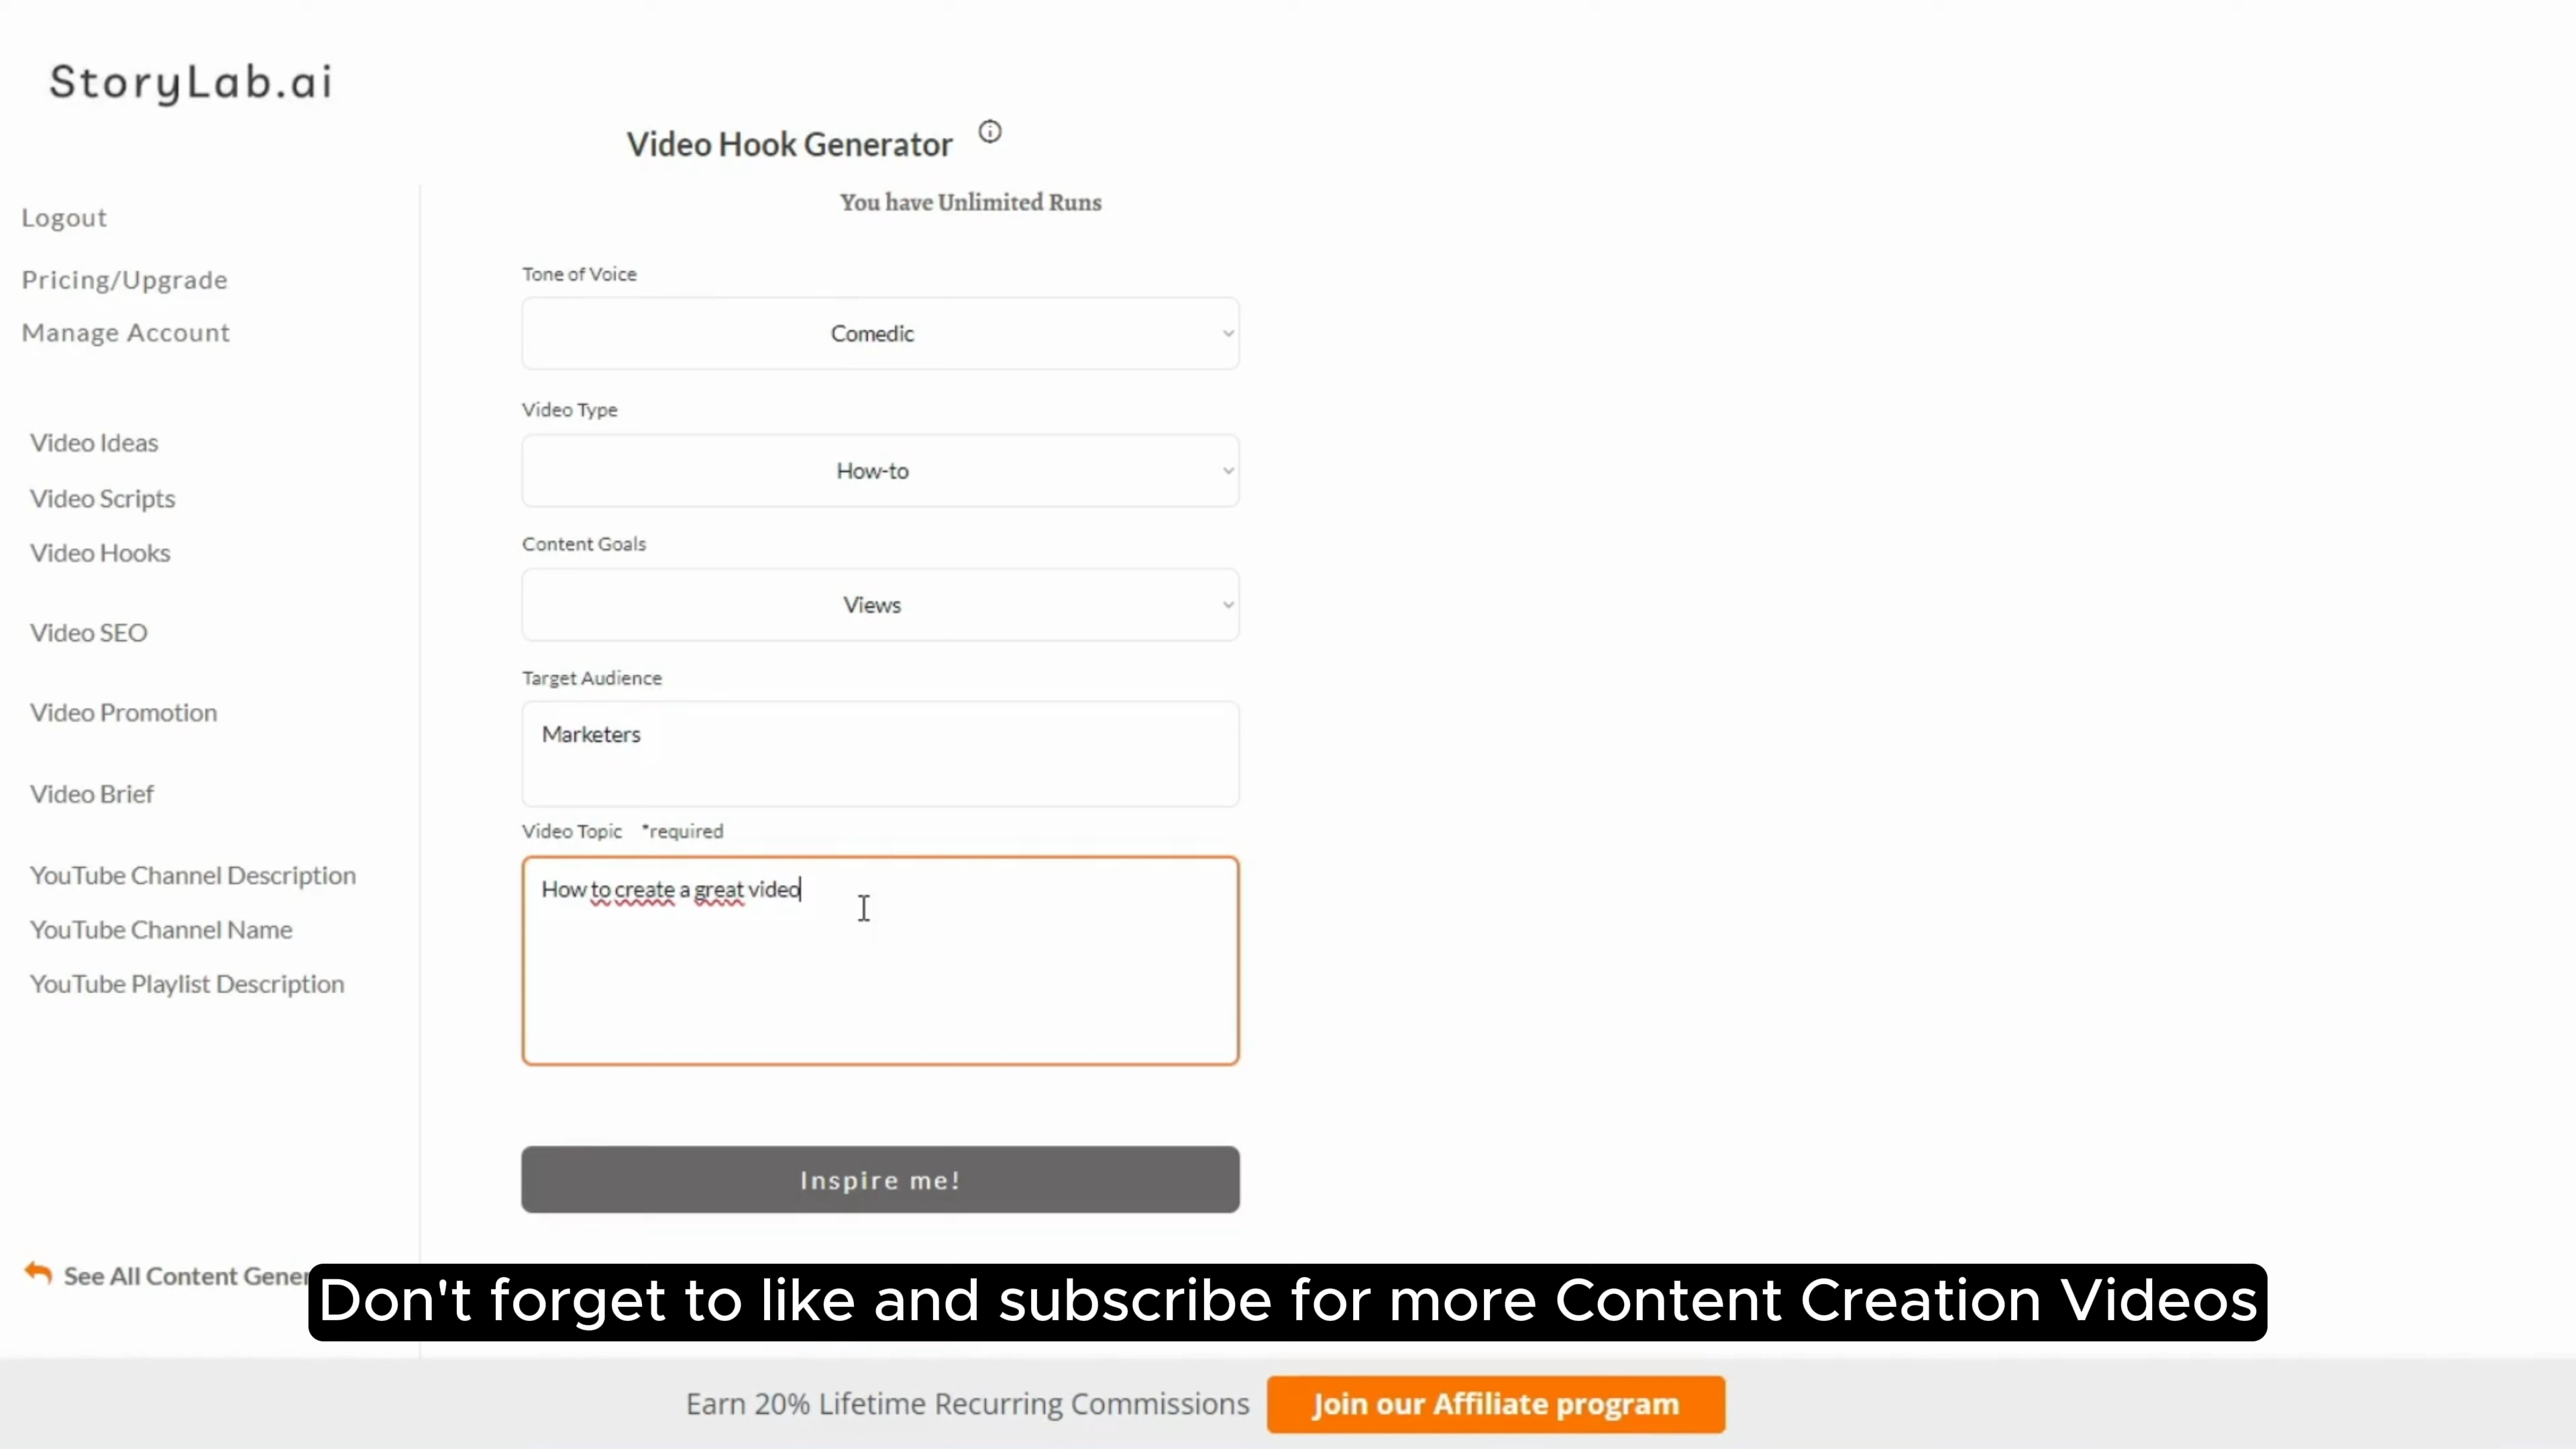 StoryLab.ai
Video Hook Generator
You have Unlimited Runs
Logout
Pricing/Upgrade
Manage Account
Video Ideas
Video Scripts
Video Hooks
Video SEO
Video Promotion
Video Brief
YouTube Channel Description
YouTube Channel Name
YouTube Playlist Description
See All Content Gener
Tone of Voice
Comedic
Video Type
How-to
Content Goals
Views
Target Audience
Marketers
Video Topic *required
How to create a great video
Inspire me!
Don't forget to like and subscribe for more Content Creation Videos
Earn 20% Lifetime Recurring Commissions
Join our Affiliate program